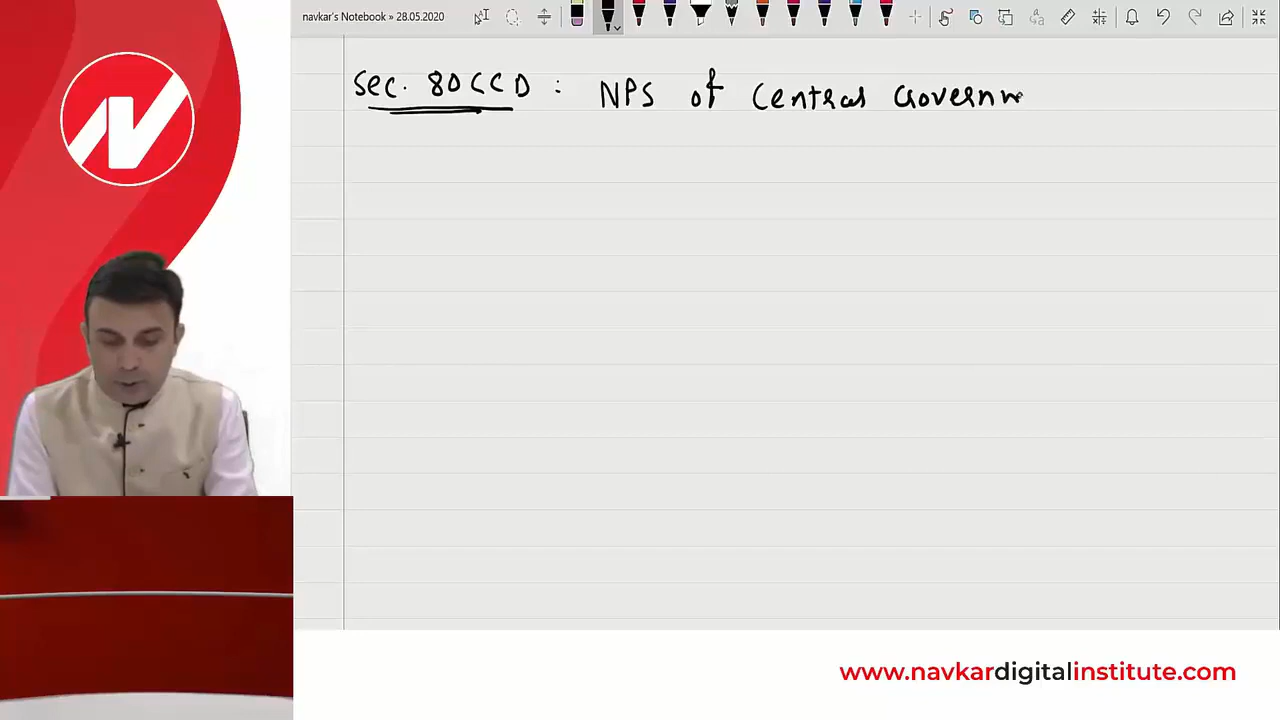 navkar's Notebook » 28.05.2020
Sec. 80CCD : NPS of Central Governm
www.navkardigitalinstitute.com